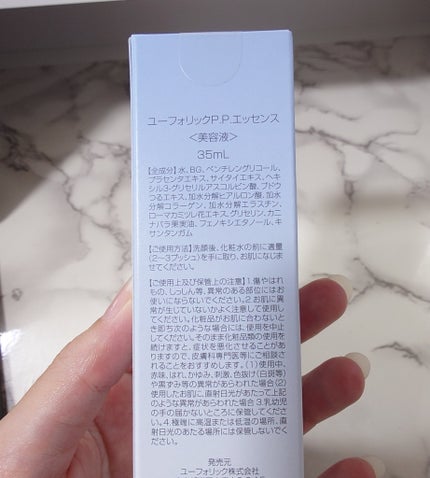 ユーフォリックP.P.エッセンス
<美容液>
35mL
【全成分】水、BG、ペンチレングリコール、
プラセンタエキス、サイタイエキス、ヘキ
シル3-グリセリルアスコルビン酸、ブドウ
つるエキス、加水分解ヒアルロン酸、加水
分解コラーゲン、加水分解エラスチン、
ローマカミツレ花エキス、グリセリン、カニ
ナバラ果実油、フェノキシエタノール、キ
サンタンガム
【ご使用方法】洗顔後、化粧水の前に適量
(2~3プッシュ)を手に取り、お肌になじま
せてください。
【ご使用上及び保管上の注意】1.傷やはれ
もの、しっしん等、異常のある部位にはお
使いにならないでください。2.お肌に異
常が生じていないかよく注意して使用し
てください。化粧品がお肌に合わないと
き即ち次のような場合には、使用を中止
してください。そのまま化粧品類の使用を
続けますと、症状を悪化させることがあり
ますので、皮膚科専門医等にご相談さ
れることをおすすめします。(1)使用中、
赤味、はれ、かゆみ、刺激、色抜け(白斑等)
や黒ずみ等の異常があらわれた場合(2)
使用したお肌に、直射日光があたって上記
のような異常があらわれた場合 3.乳幼児
の手の届かないところに保管してくださ
い。4.極端に高温または低温の場所、直
射日光のあたる場所には保管しないでく
ださい。
発売元
ユーフォリック株式会社